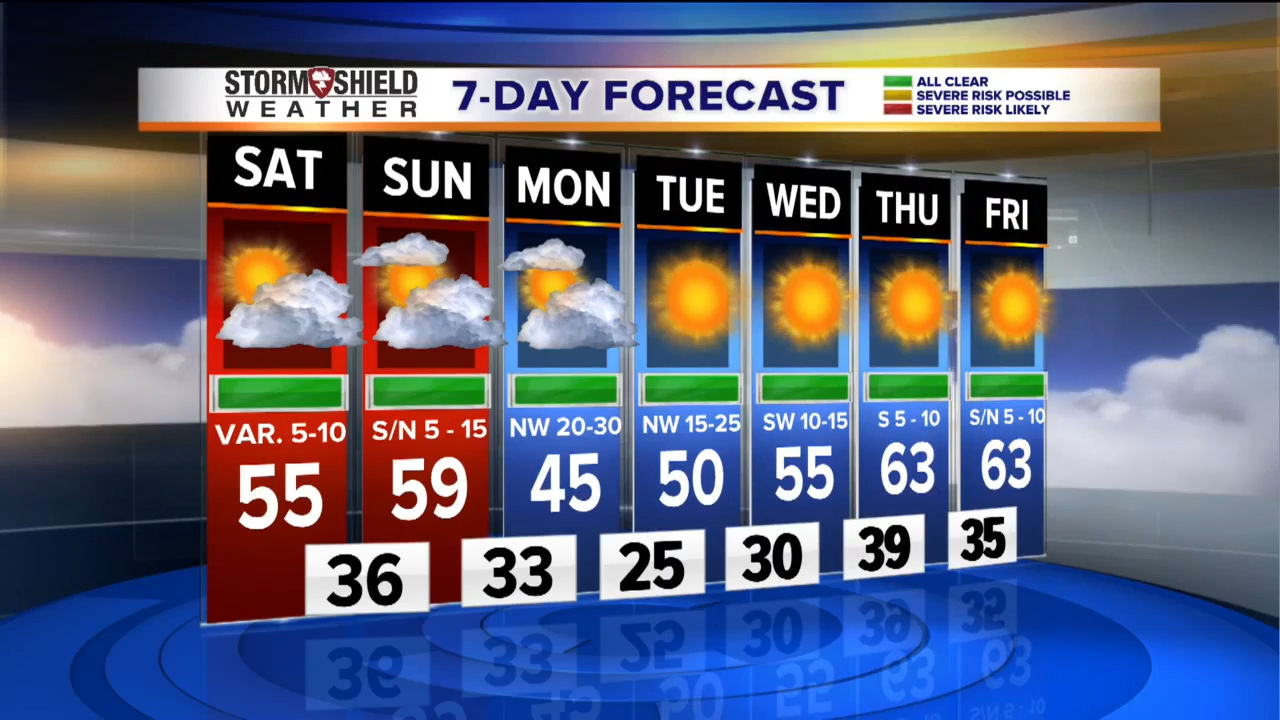 STORM SHIELD
WEATHER
7-DAY FORECAST
ALL CLEAR
SEVERE RISK POSSIBLE
SEVERE RISK LIKELY
SAT SUN MON TUE WED THU FRI
VAR. 5-10 S/N 5 - 15 NW 20-30 NW 15-25 SW 10-15 S 5 - 10 S/N 5 - 10
55 59 45 50 55 63 63
36 33 25 30 39 35